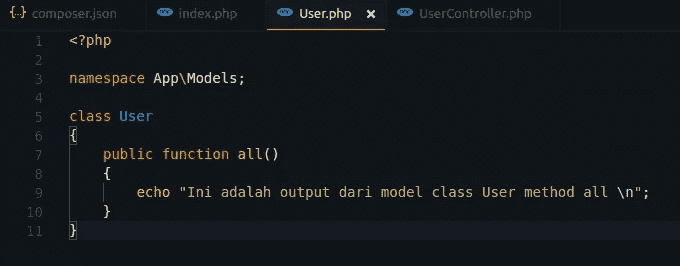 {··} composer.json index.php User.php × UserController.php
1 <?php
2
3 namespace App\Models;
4
5 class User
6 {
7     public function all()
8     {
9         echo "Ini adalah output dari model class User method all \n";
10     }
11 }